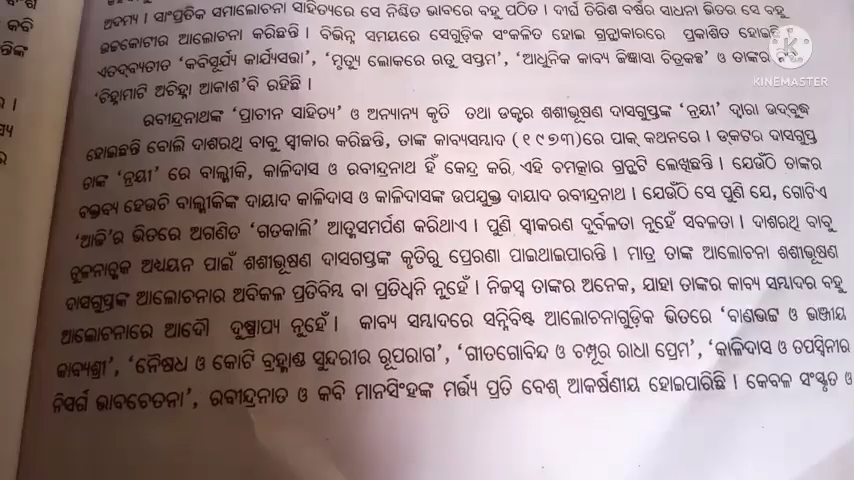 ଅଦମ୍ୟ । ସାଂପ୍ରତିକ ସମାଲୋଚନା ସାହିତ୍ୟରେ ସେ ନିଶ୍ଚିତ ଭାବରେ ବହୁ ପଠିତ । ଦୀର୍ଘ ତିରିଶ ବର୍ଷର ସାଧନା ଭିତର ସେ ବହୁ
ଉଚ୍ଚକୋଟୀର ଆଲୋଚନା କରିଛନ୍ତି । ବିଭିନ୍ନ ସମୟରେ ସେଗୁଡ଼ିକ ସଂକଳିତ ହୋଇ ଗ୍ରନ୍ଥାକାରରେ ପ୍ରକାଶିତ
ଏତଦ୍‌ବ୍ୟତୀତ ‘କବିସୂର୍ଯ୍ୟ କାର୍ଯ୍ୟସଭା’, ‘ମୃତ୍ୟୁ ଲୋକରେ ଋତୁ ସପ୍ତମ’, ‘ଆଧୁନିକ କାବ୍ୟ ଜିଜ୍ଞାସା ଚିତ୍ରକଳ୍ପ’ ଓ ତାଙ୍କର
‘ଚିହ୍ନାମାଟି ଅଚିହ୍ନା ଆକାଶ’ବି ରହିଛି ।
ରବୀନ୍ଦ୍ରନାଥଙ୍କ ‘ପ୍ରାଚୀନ ସାହିତ୍ୟ’ ଓ ଅନ୍ୟାନ୍ୟ କୃତି ତଥା ଡକ୍ଟର ଶଶୀଭୂଷଣ ଦାସଗୁପ୍ତଙ୍କ ‘ତ୍ରୟୀ’ ଦ୍ୱାରା ଉଦ୍‌ବୁଦ୍ଧ
ହୋଇଛନ୍ତି ବୋଲି ଦାଶରଥି ବାବୁ ସ୍ୱୀକାର କରିଛନ୍ତି, ତାଙ୍କ କାବ୍ୟସମ୍ବାଦ (୧୯୭୩)ରେ ପାକ୍ କଥନରେ । ଡକଟର ଦାସଗୁପ୍ତ
ତାଙ୍କ ‘ତ୍ରୟୀ’ ରେ ବାଲ୍ମୀକି, କାଳିଦାସ ଓ ରବୀନ୍ଦ୍ରନାଥ ହିଁ କେନ୍ଦ୍ର କରି ଏହି ଚମତ୍କାର ଗ୍ରନ୍ଥଟି ଲେଖିଛନ୍ତି । ଯେଉଁଠି ତାଙ୍କର
ବକ୍ତବ୍ୟ ହେଉଚି ବାଲ୍ମୀକିଙ୍କ ଦାୟାଦ କାଳିଦାସ ଓ କାଳିଦାସଙ୍କ ଉପଯୁକ୍ତ ଦାୟାଦ ରବୀନ୍ଦ୍ରନାଥ । ଯେଉଁଠି ସେ ପୁଣି ଯେ, ଗୋଟିଏ
‘ଆଜି’ର ଭିତରେ ଅଗଣିତ ‘ଗତକାଲି’ ଆତ୍ମସମର୍ପଣ କରିଥାଏ । ପୁଣି ସ୍ୱୀକରଣ ଦୁର୍ବଳତା ନୁହେଁ ସବଳତା । ଦାଶରଥି ବାବୁ
ତୁଳନାତ୍ମକ ଅଧ୍ୟୟନ ପାଇଁ ଶଶୀଭୂଷଣ ଦାସଗପ୍ତଙ୍କ କୃତିରୁ ପ୍ରେରଣା ପାଇଥାଇପାରନ୍ତି । ମାତ୍ର ତାଙ୍କ ଆଲୋଚନା ଶଶୀଭୂଷଣ
ଦାସଗୁପ୍ତଙ୍କ ଆଲୋଚନାର ଅବିକଳ ପ୍ରତିବିମ୍ବ ବା ପ୍ରତିଧ୍ୱନି ନୁହେଁ । ନିଜସ୍ୱ ତାଙ୍କର ଅନେକ, ଯାହା ତାଙ୍କର କାବ୍ୟ ସମ୍ବାଦର ବହୁ
ଆଲୋଚନାରେ ଆଦୌ ଦୁଷ୍ପ୍ରାପ୍ୟ ନୁହେଁ । କାବ୍ୟ ସମ୍ବାଦରେ ସନ୍ନିବିଷ୍ଟ ଆଲୋଚନାଗୁଡ଼ିକ ଭିତରେ ‘ବାଣଭଟ୍ଟ ଓ ଭଞ୍ଜୀୟ
କାବ୍ୟଶ୍ରୀ’, ‘ନୈଷଧ ଓ କୋଟି ବ୍ରହ୍ମାଣ୍ଡ ସୁନ୍ଦରୀର ରୂପରାଗ’, ‘ଗୀତଗୋବିନ୍ଦ ଓ ଚମ୍ପୂର ରାଧା ପ୍ରେମ’, ‘କାଳିଦାସ ଓ ତପସ୍ୱିନୀର
ନିସର୍ଗ ଭାବଚେତନା’, ରବୀନ୍ଦ୍ରନାତ ଓ କବି ମାନସିଂହଙ୍କ ମର୍ତ୍ତ୍ୟ ପ୍ରତି ବେଶ୍ ଆକର୍ଷଣୀୟ ହୋଇପାରିଛି । କେବଳ ସଂସ୍କୃତ ଓ
KINEMASTER